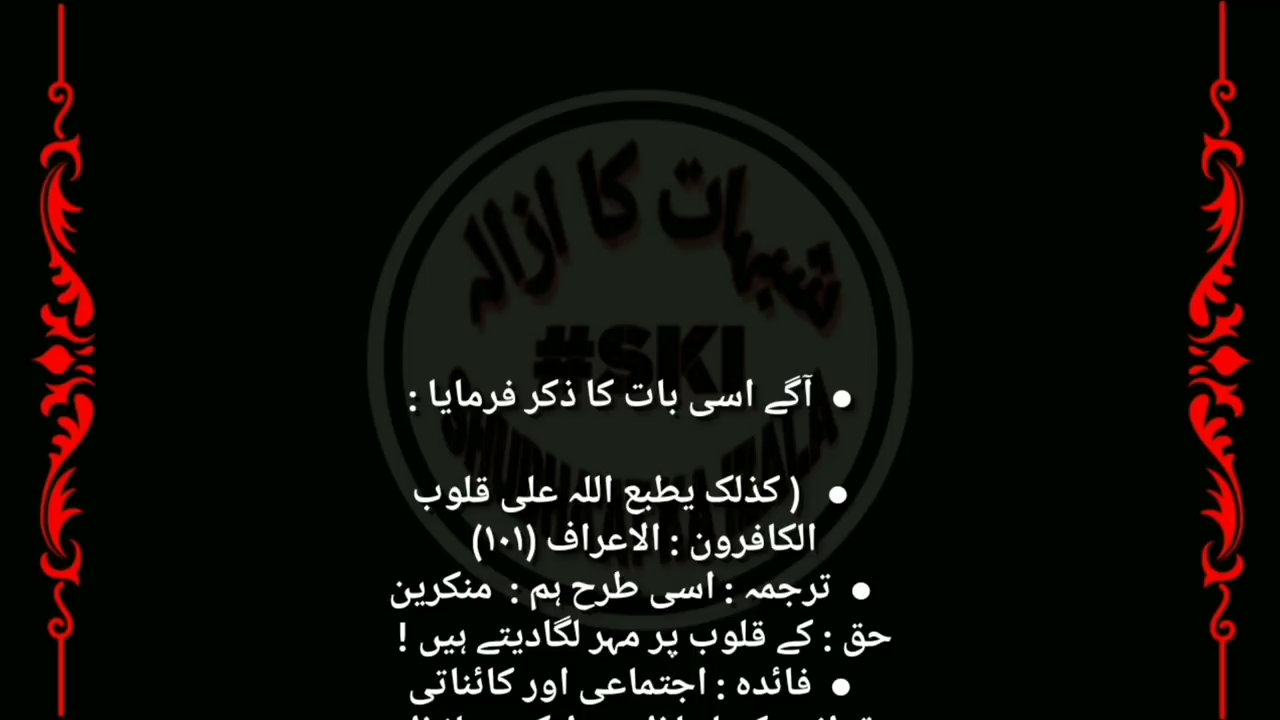 شبہات کا ازالہ
#SKI
• آگے اسی بات کا ذکر فرمایا :
• ( کذلک یطبع اللہ علی قلوب
الکافرون : الاعراف (۱۰۱)
• ترجمہ : اسی طرح ہم : منکرین
حق : کے قلوب پر مہر لگادیتے ہیں !
• فائدہ : اجتماعی اور کائناتی